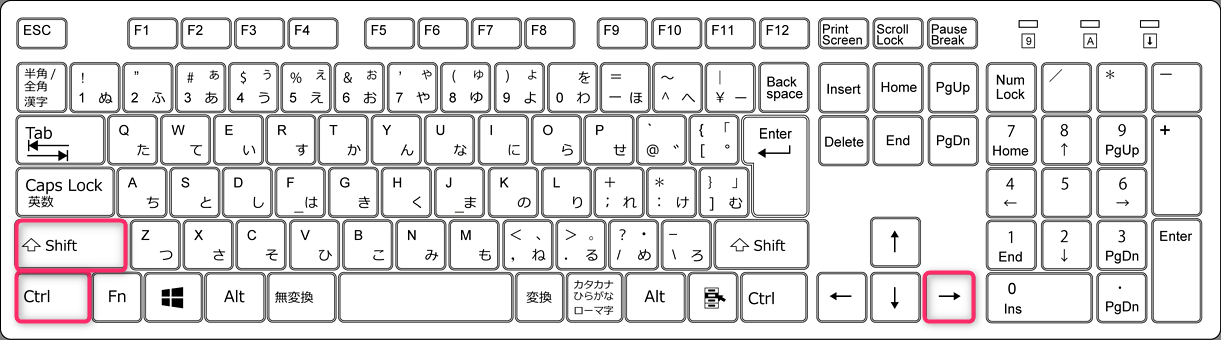 ESC F1 F2 F3 F4 F5 F6 F7 F8 F9 F10 F11 F12 Print Screen Scroll Lock Pause Break 9 A ↓
半角/全角 漢字 ! 1 ぬ " 2 ふ # ぁ 3 あ $ ぅ 4 う % ぇ 5 え & ぉ 6 お ' ゃ 7 や ( ゅ 8 ゆ ) ょ 9 よ を 0 わ = ー ほ ～ ^ へ | ¥ ー Back space Insert Home PgUp Num Lock ／ * ー
Tab Q た W て E い R す T か Y ん U な I に O ら P せ ` @ ゛ { 「 [ ゜ Enter Delete End PgDn 7 Home 8 ↑ 9 PgUp +
Caps Lock 英数 A ち S と D し F _は G き H く J _ま K の L り + ; れ * : け } 」 ] む 4 ← 5 6 →
Shift Z つ X さ C そ V ひ B こ N み M も < 、 , ね > 。 . る ? ・ / め _ \ ろ Shift ↑ 1 End 2 ↓ 3 PgDn Enter
Ctrl Fn Alt 無変換 変換 カタカナ ひらがな ローマ字 Alt Ctrl ← ↓ → 0 Ins . PgDn